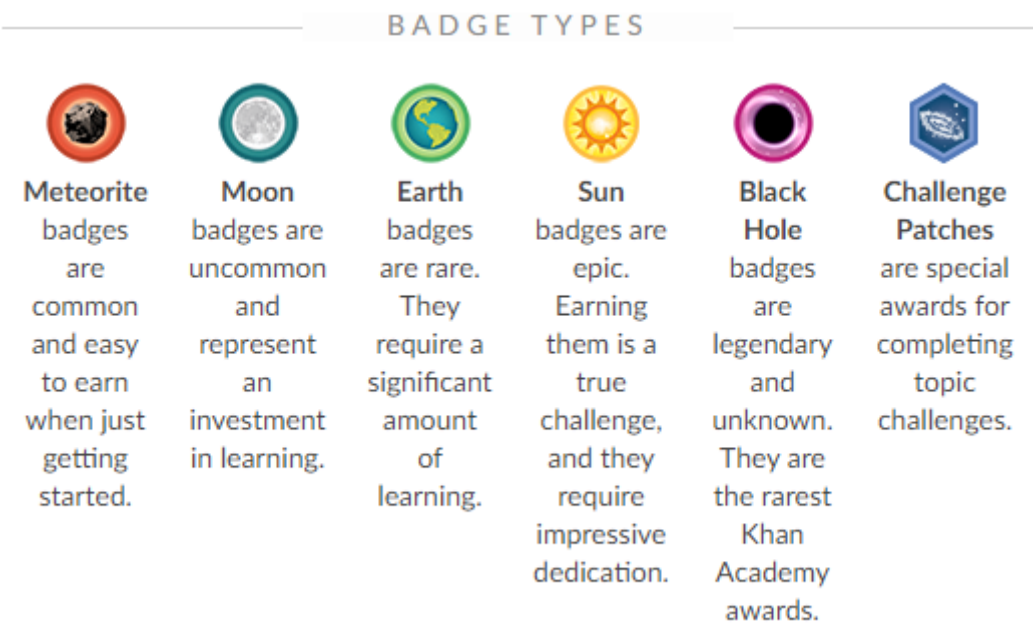 BADGE TYPES
Meteorite
badges
are
common
and easy
to earn
when just
getting
started.
Moon
badges are
uncommon
and
represent
an
investment
in learning.
Earth
badges
are rare.
They
require a
significant
amount
of
learning.
Sun
badges are
epic.
Earning
them is a
true
challenge,
and they
require
impressive
dedication.
Black
Hole
badges
are
legendary
and
unknown.
They are
the rarest
Khan
Academy
awards.
Challenge
Patches
are special
awards for
completing
topic
challenges.